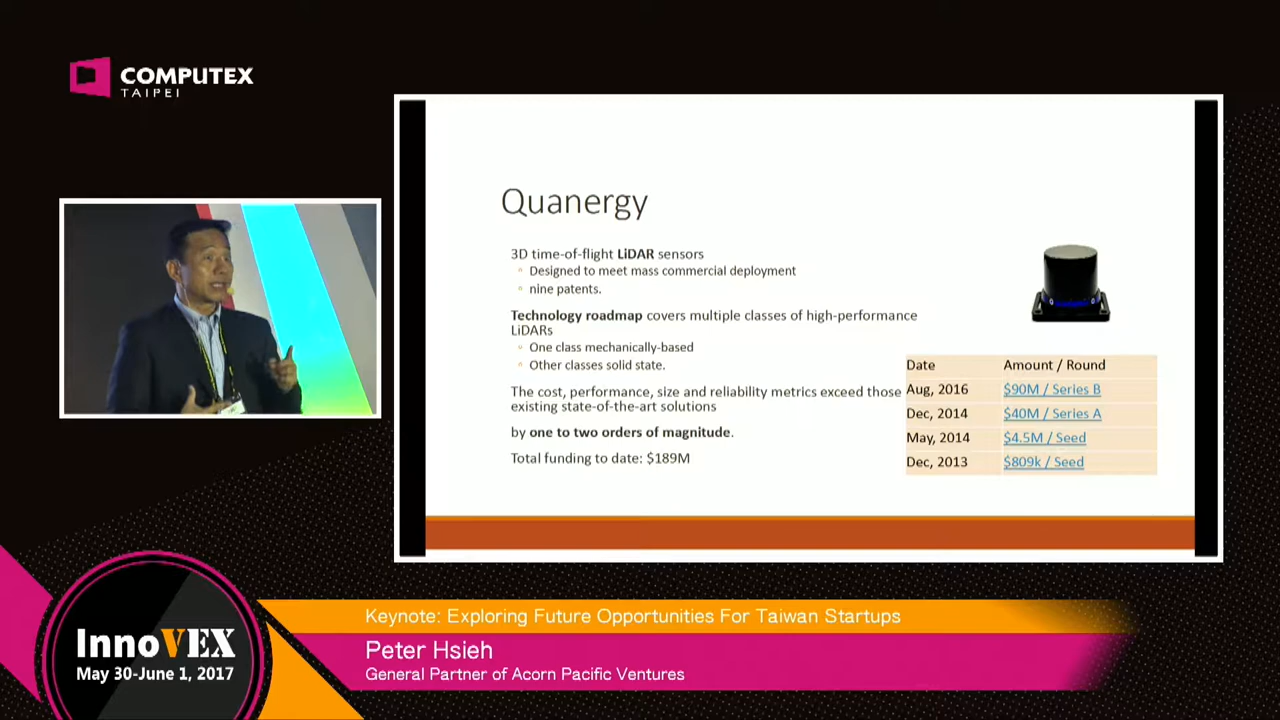 COMPUTEX
TAIPEI
Quanergy
3D time-of-flight LiDAR sensors
Designed to meet mass commercial deployment
nine patents.
Technology roadmap covers multiple classes of high-performance
LiDARs
One class mechanically-based
Other classes solid state.
The cost, performance, size and reliability metrics exceed those
existing state-of-the-art solutions
by one to two orders of magnitude.
Total funding to date: $189M
Date Amount / Round
Aug, 2016 $90M / Series B
Dec, 2014 $40M / Series A
May, 2014 $4.5M / Seed
Dec, 2013 $809k / Seed
InnoVEX
May 30-June 1, 2017
Keynote: Exploring Future Opportunities For Taiwan Startups
Peter Hsieh
General Partner of Acorn Pacific Ventures